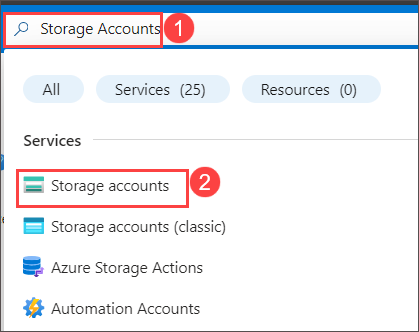 Storage Accounts 1
All Services (25) Resources (0)
Services
Storage accounts 2
Storage accounts (classic)
Azure Storage Actions
Automation Accounts